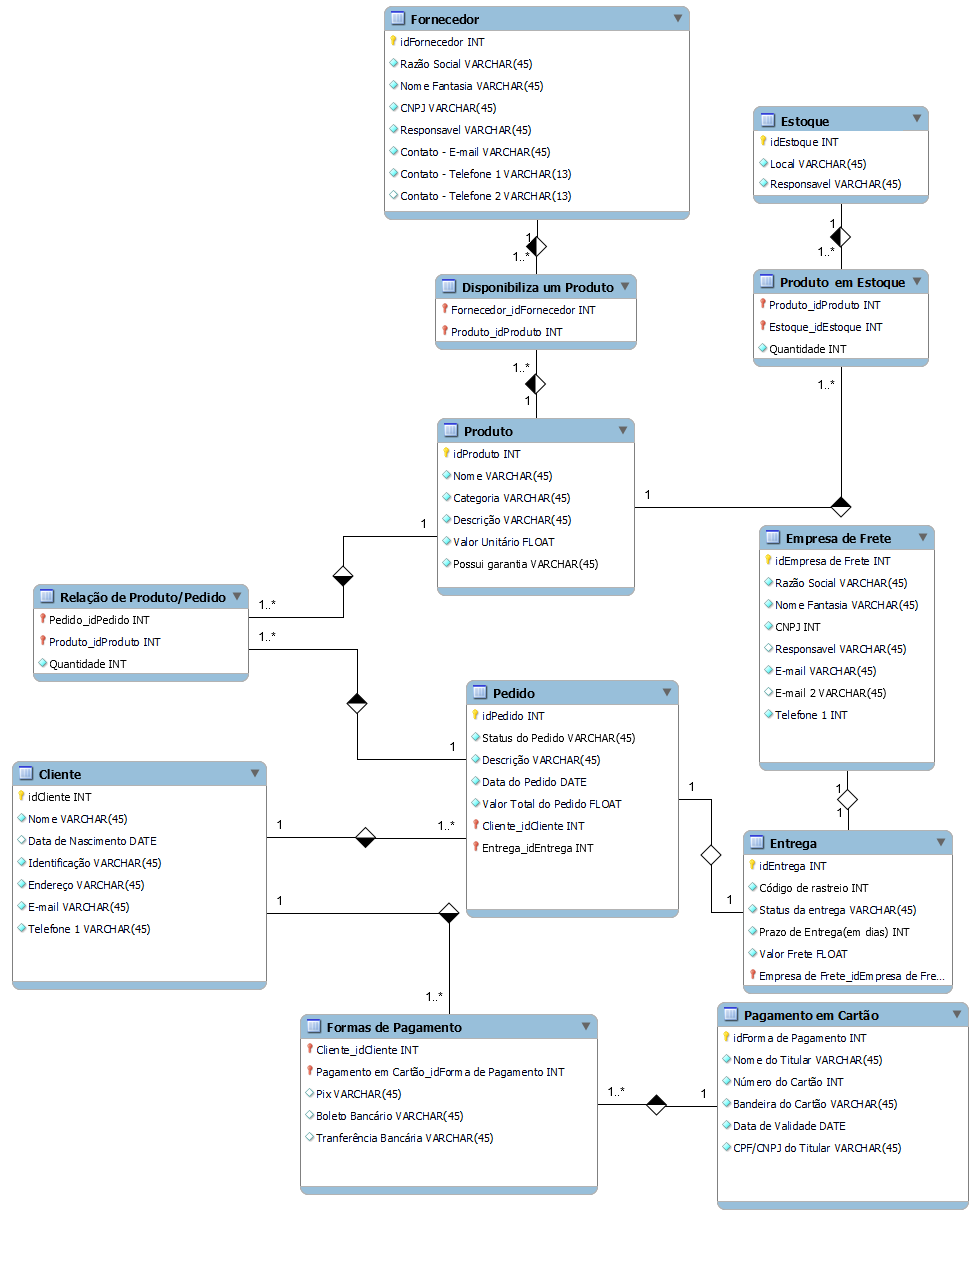 Fornecedor
idFornecedor INT
Razão Social VARCHAR(45)
Nome Fantasia VARCHAR(45)
CNPJ VARCHAR(45)
Responsavel VARCHAR(45)
Contato - E-mail VARCHAR(45)
Contato - Telefone 1 VARCHAR(13)
Contato - Telefone 2 VARCHAR(13)
Estoque
idEstoque INT
Local VARCHAR(45)
Responsavel VARCHAR(45)
1
1..*
1
1..*
Disponibiliza um Produto
Fornecedor_idFornecedor INT
Produto_idProduto INT
Produto em Estoque
Produto_idProduto INT
Estoque_idEstoque INT
Quantidade INT
1..*
1
1..*
1
Produto
idProduto INT
Nome VARCHAR(45)
Categoria VARCHAR(45)
Descrição VARCHAR(45)
Valor Unitário FLOAT
Possui garantia VARCHAR(45)
1
1..*
Relação de Produto/Pedido
Pedido_idPedido INT
Produto_idProduto INT
Quantidade INT
1..*
1
Empresa de Frete
idEmpresa de Frete INT
Razão Social VARCHAR(45)
Nome Fantasia VARCHAR(45)
CNPJ INT
Responsavel VARCHAR(45)
E-mail VARCHAR(45)
E-mail 2 VARCHAR(45)
Telefone 1 INT
Pedido
idPedido INT
Status do Pedido VARCHAR(45)
Descrição VARCHAR(45)
Data do Pedido DATE
Valor Total do Pedido FLOAT
Cliente_idCliente INT
Entrega_idEntrega INT
Cliente
idCliente INT
Nome VARCHAR(45)
Data de Nascimento DATE
Identificação VARCHAR(45)
Endereço VARCHAR(45)
E-mail VARCHAR(45)
Telefone 1 VARCHAR(45)
1
1..*
1
1..*
1
1
1
1
Entrega
idEntrega INT
Código de rastreio INT
Status da entrega VARCHAR(45)
Prazo de Entrega(em dias) INT
Valor Frete FLOAT
Empresa de Frete_idEmpresa de Fre...
Formas de Pagamento
Cliente_idCliente INT
Pagamento em Cartão_idForma de Pagamento INT
Pix VARCHAR(45)
Boleto Bancário VARCHAR(45)
Tranferência Bancária VARCHAR(45)
1..*
1
Pagamento em Cartão
idForma de Pagamento INT
Nome do Titular VARCHAR(45)
Número do Cartão INT
Bandeira do Cartão VARCHAR(45)
Data de Validade DATE
CPF/CNPJ do Titular VARCHAR(45)